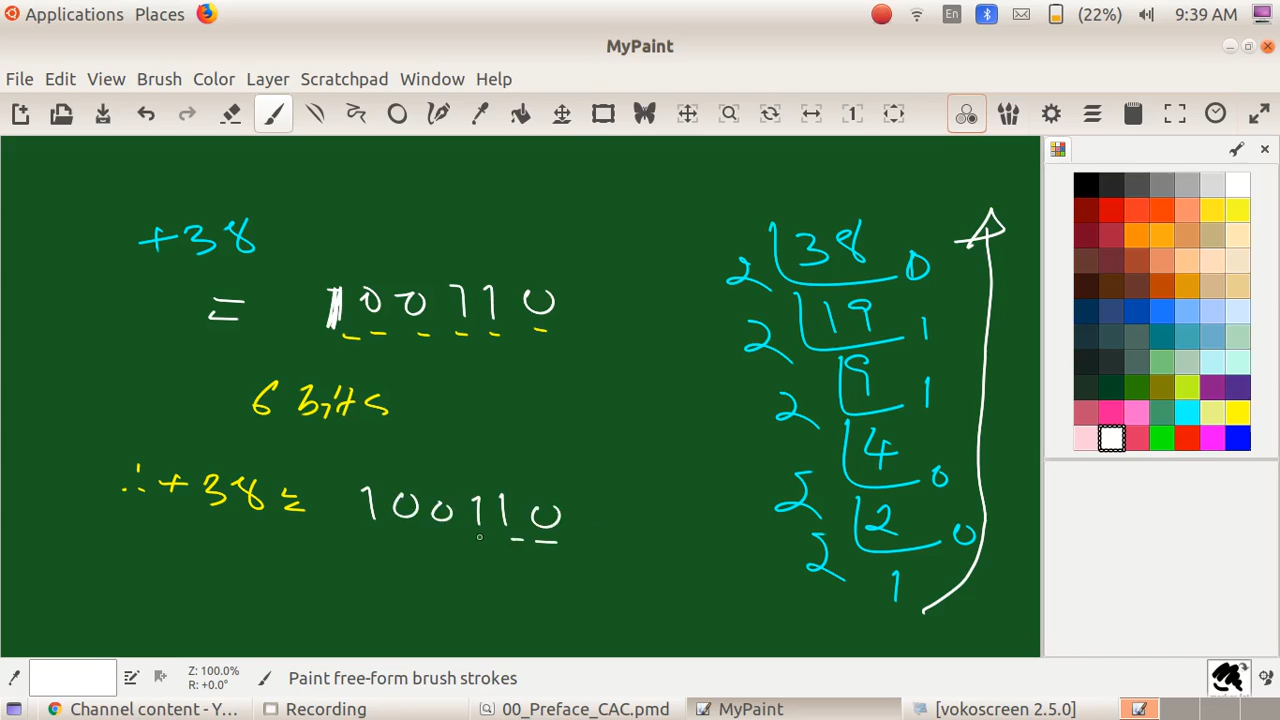 Applications Places En (22%) 9:39 AM
MyPaint
File Edit View Brush Color Layer Scratchpad Window Help
+38
= 100110
6 Bits
∴ +38 = 100110
2 38 0
2 19 1
2 9 1
2 4 0
2 2 0
1
Z: 100.0%
R: +0.0°
Paint free-form brush strokes
Channel content - Y... Recording 00_Preface_CAC.pmd MyPaint [vokoscreen 2.5.0]